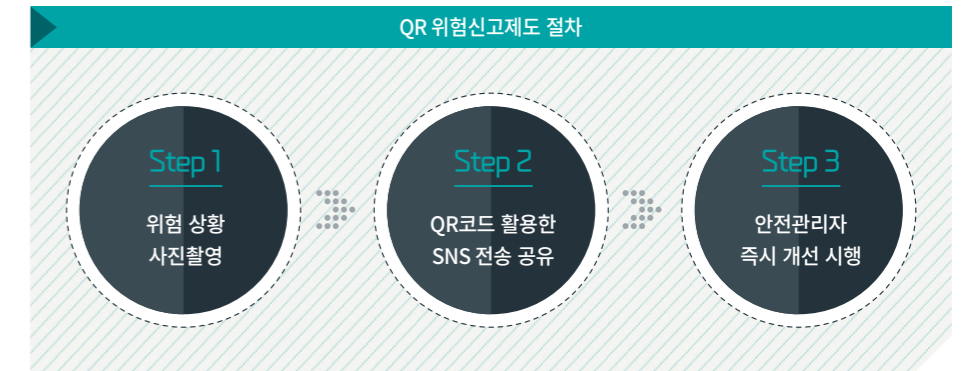 QR 위험신고제도 절차
Step 1
위험 상황
사진촬영
Step 2
QR코드 활용한
SNS 전송 공유
Step 3
안전관리자
즉시 개선 시행